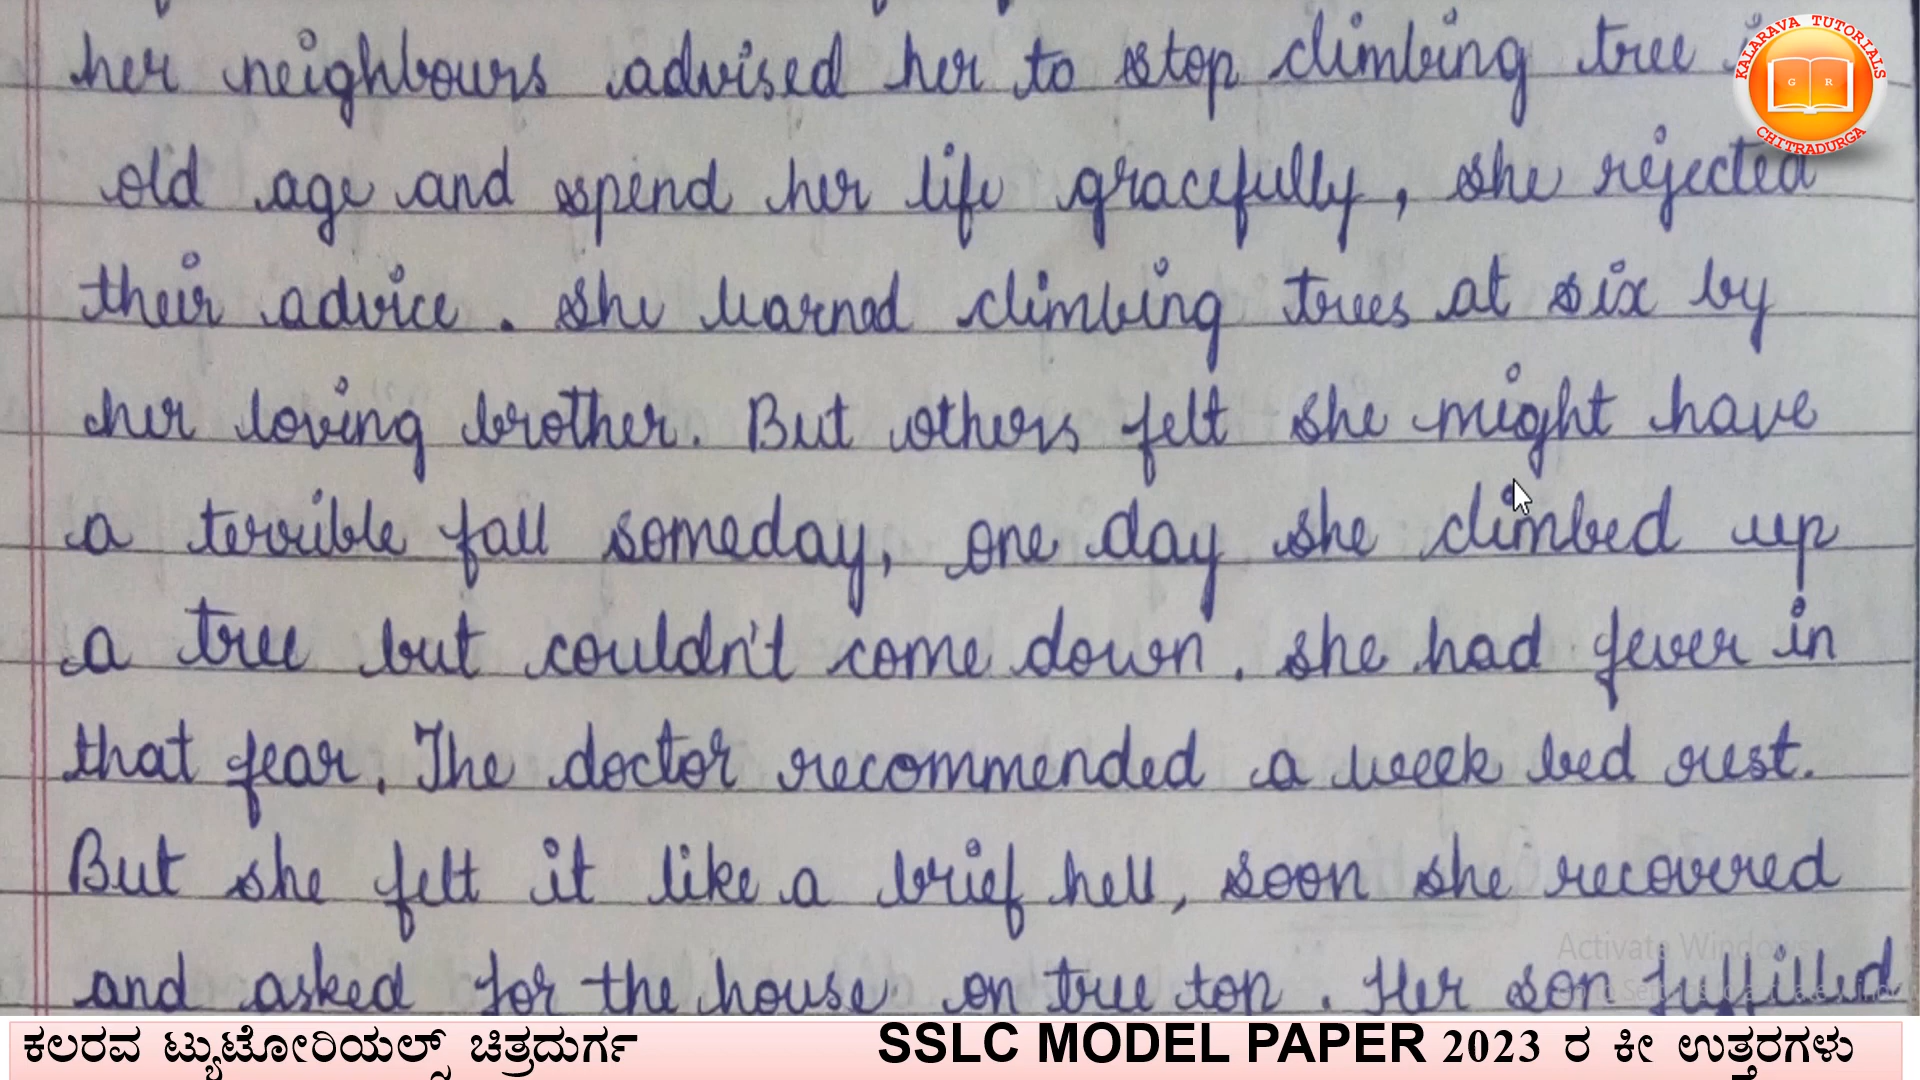 her neighbours advised her to stop climbing tree
old age and spend her life gracefully, she rejected
their advice. She learned climbing trees at six by
her loving brother. But others felt she might have
a terrible fall someday, one day she climbed up
a tree but couldn't come down. she had fever in
that fear. The doctor recommended a week bed rest.
But she felt it like a brief hell, soon she recovered
and asked for the house on tree top. Her son fulfilled
KALARAVA TUTORIALS
G R
CHITRADURGA
Activate Windows
ಕಲರವ ಟ್ಯುಟೋರಿಯಲ್ಸ್ ಚಿತ್ರದುರ್ಗ SSLC MODEL PAPER 2023 ರ ಕೀ ಉತ್ತರಗಳು